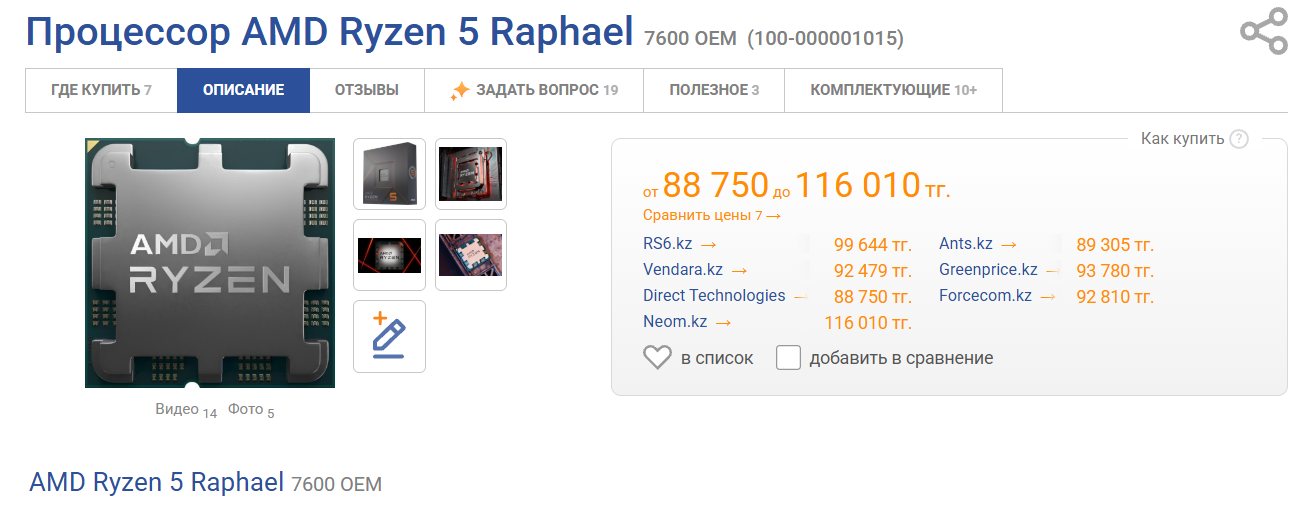 Процессор AMD Ryzen 5 Raphael 7600 OEM (100-000001015)
ГДЕ КУПИТЬ 7 ОПИСАНИЕ ОТЗЫВЫ ЗАДАТЬ ВОПРОС 19 ПОЛЕЗНОЕ 3 КОМПЛЕКТУЮЩИЕ 10+
AMD
RYZEN
Видео 14 Фото 5
Как купить ?
от 88 750 до 116 010 тг.
Сравнить цены 7 →
RS6.kz → 99 644 тг. Ants.kz → 89 305 тг.
Vendara.kz → 92 479 тг. Greenprice.kz → 93 780 тг.
Direct Technologies → 88 750 тг. Forcecom.kz → 92 810 тг.
Neom.kz → 116 010 тг.
в список добавить в сравнение
AMD Ryzen 5 Raphael 7600 OEM